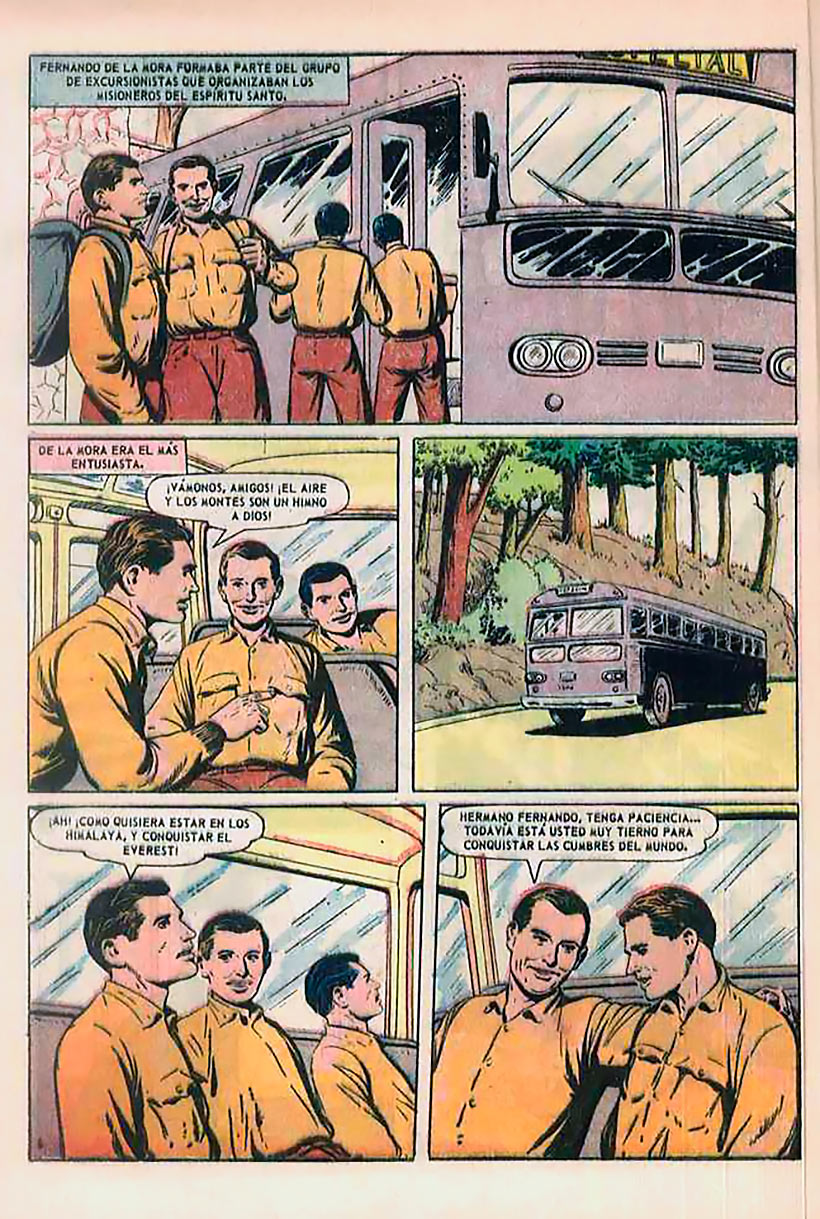 FERNANDO DE LA MORA FORMABA PARTE DEL GRUPO
DE EXCURSIONISTAS QUE ORGANIZABAN LOS
MISIONEROS DEL ESPÍRITU SANTO.
DE LA MORA ERA EL MÁS
ENTUSIASTA.
¡VÁMONOS, AMIGOS! ¡EL AIRE
Y LOS MONTES SON UN HIMNO
A DIOS!
¡AH! ¡COMO QUISIERA ESTAR EN LOS
HIMALAYA, Y CONQUISTAR EL
EVEREST!
HERMANO FERNANDO, TENGA PACIENCIA...
TODAVÍA ESTÁ USTED MUY TIERNO PARA
CONQUISTAR LAS CUMBRES DEL MUNDO.